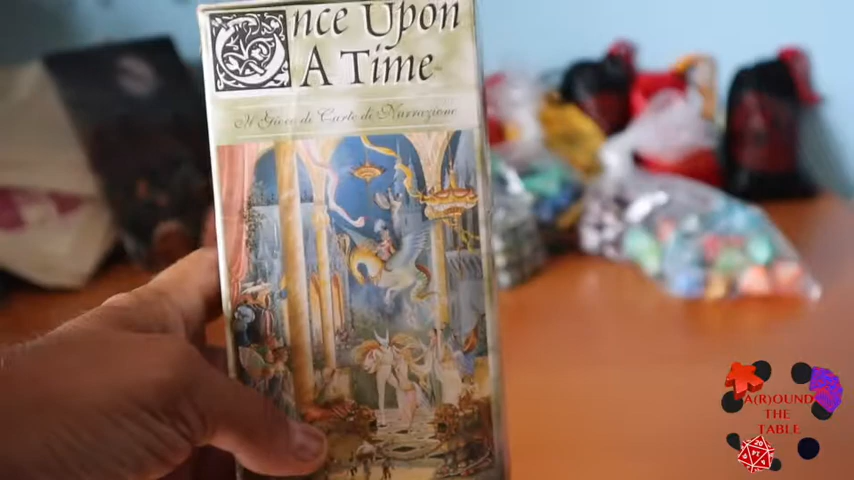 Once Upon
A Time
Il Gioco di Carte di Narrazione
A(R)OUND
THE
TABLE